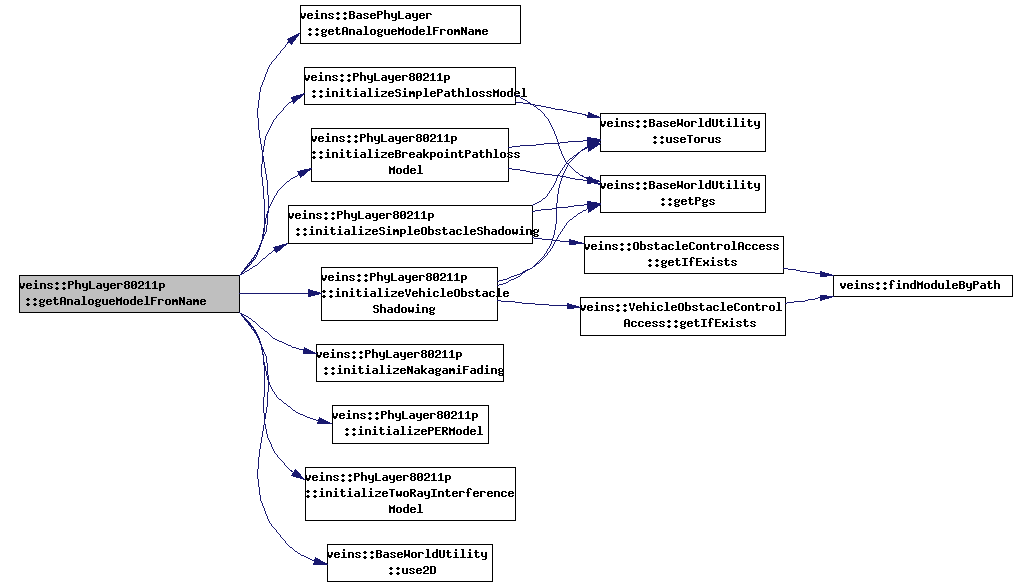 veins::PhyLayer80211p
::getAnalogueModelFromName
veins::BasePhyLayer
::getAnalogueModelFromName
veins::PhyLayer80211p
::initializeSimplePathlossModel
veins::PhyLayer80211p
::initializeBreakpointPathloss
Model
veins::PhyLayer80211p
::initializeSimpleObstacleShadowing
veins::PhyLayer80211p
::initializeVehicleObstacle
Shadowing
veins::PhyLayer80211p
::initializeNakagamiFading
veins::PhyLayer80211p
::initializePERModel
veins::PhyLayer80211p
::initializeTwoRayInterference
Model
veins::BaseWorldUtility
::use2D
veins::BaseWorldUtility
::useTorus
veins::BaseWorldUtility
::getPgs
veins::ObstacleControlAccess
::getIfExists
veins::VehicleObstacleControl
Access::getIfExists
veins::findModuleByPath